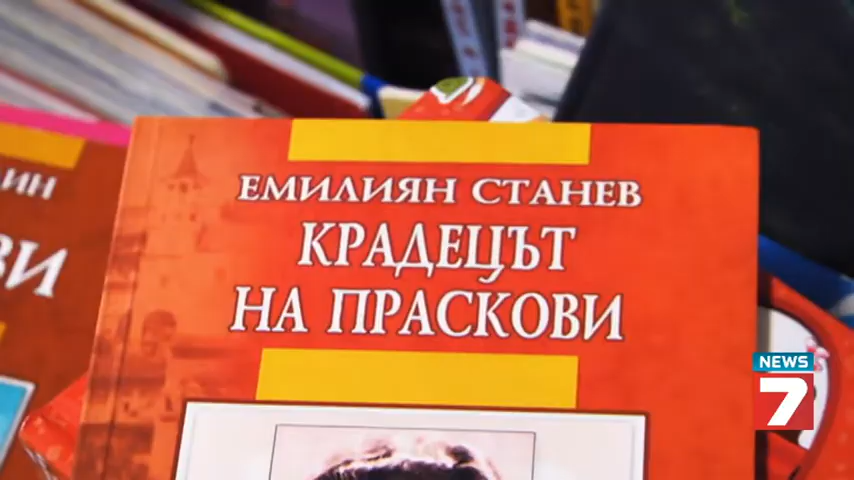 ЕМИЛИЯН СТАНЕВ
КРАДЕЦЪТ
НА ПРАСКОВИ
NEWS
7